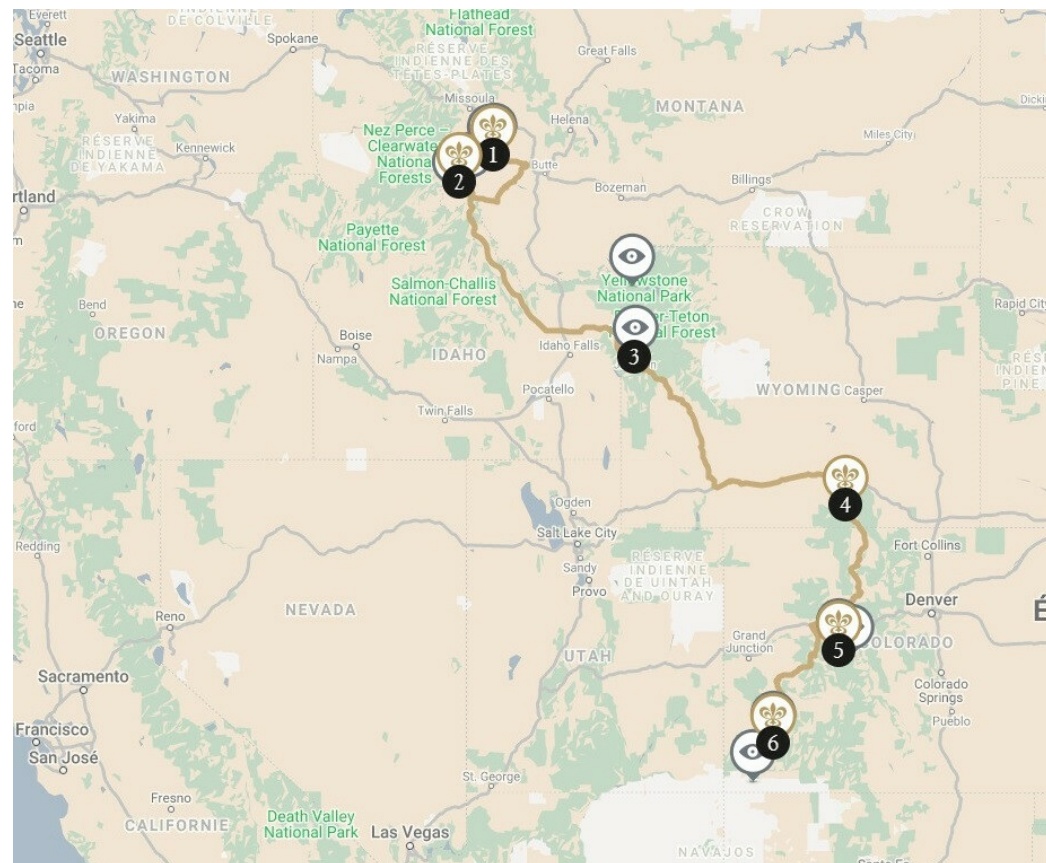 Everett
INDIENNE
DE COLVILLE
Flathead
National Forest
Seattle
Spokane
RÉSERVE
INDIENNE DES
TÊTES-PLATES
Great Falls
Tacoma
WASHINGTON
mpia
Missoula
MONTANA
Dicki
Yakima
RÉSERVE
INDIENNE
DE YAKAMA
Kennewick
Nez Perce –
Clearwater
National
Forests
Helena
Miles City
1
Butte
2
Bozeman
Billings
rtland
CROW
RESERVATION
Payette
National Forest
Salmon-Challis
National Forest
Yellowstone
National Park
Bend
Rapid City
OREGON
Boise
Nampa
IDAHO
Idaho Falls
3
Pocatello
WYOMING
Casper
Twin Falls
Ogden
4
Redding
Salt Lake City
Fort Collins
Sandy
Provo
RÉSERVE
INDIENNE
DE UINTAH
AND OURAY
NEVADA
Reno
Denver
É
Grand
Junction
5
COLORADO
UTAH
Sacramento
Colorado
Springs
Pueblo
Francisco
San José
6
St. George
Fresno
CALIFORNIE
Death Valley
National Park
Las Vegas
NAVAJOS